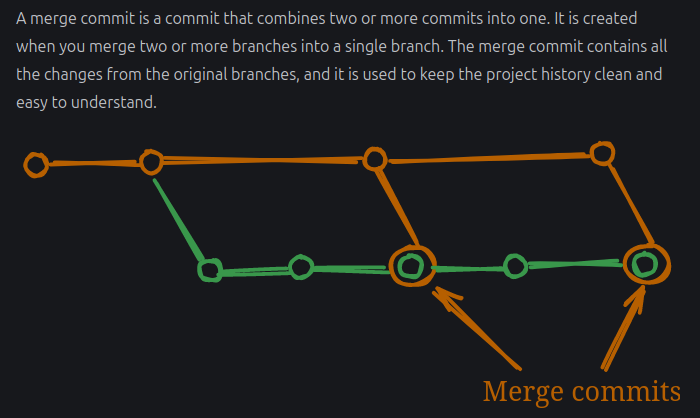 A merge commit is a commit that combines two or more commits into one. It is created
when you merge two or more branches into a single branch. The merge commit contains all
the changes from the original branches, and it is used to keep the project history clean and
easy to understand.
Merge commits